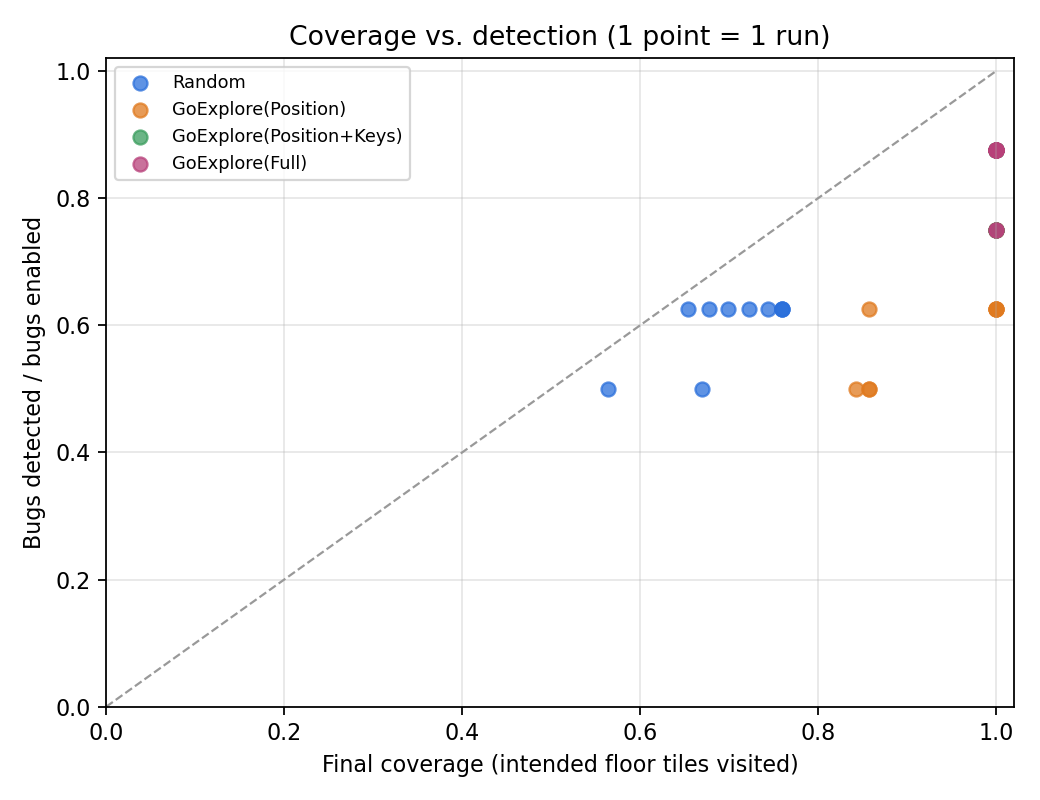 Coverage vs. detection (1 point = 1 run)
Random
GoExplore(Position)
GoExplore(Position+Keys)
GoExplore(Full)
Bugs detected / bugs enabled
1.0
0.8
0.6
0.4
0.2
0.0
0.0 0.2 0.4 0.6 0.8 1.0
Final coverage (intended floor tiles visited)